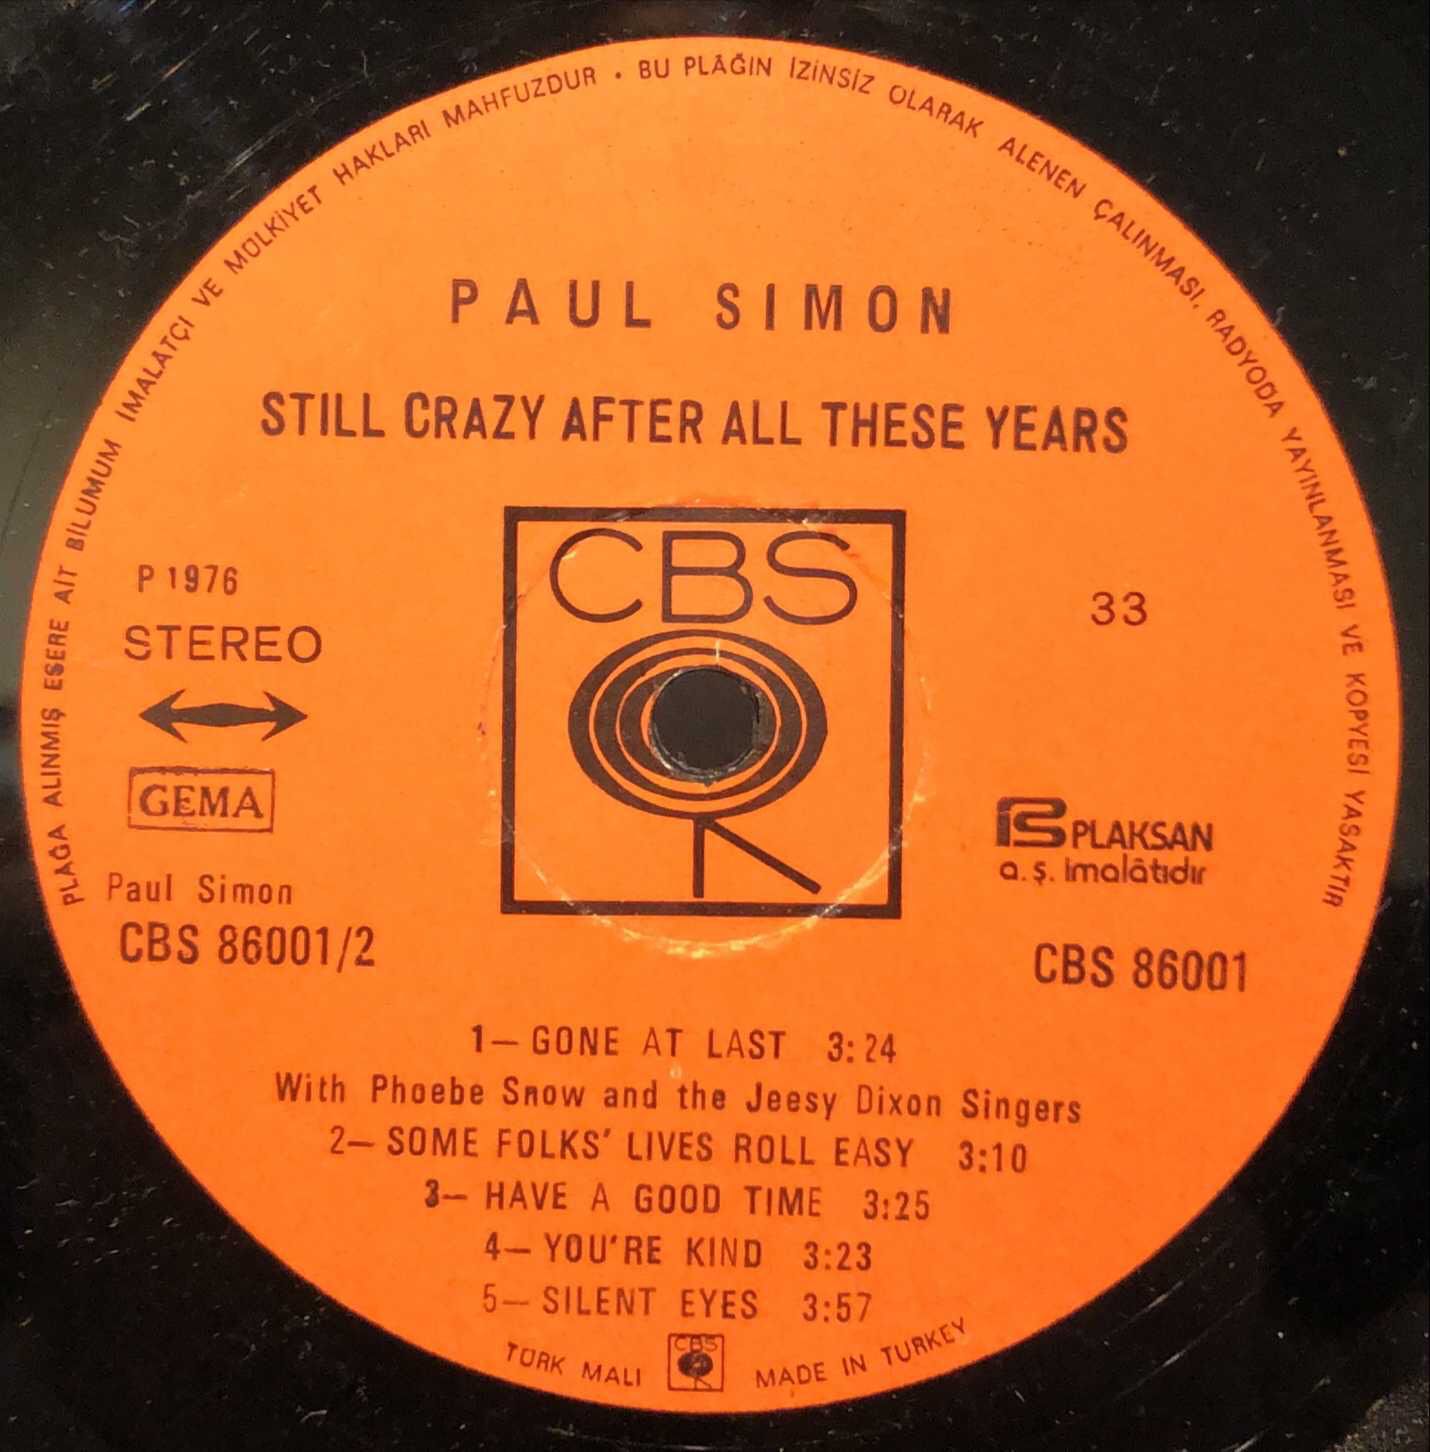 PLAĞA ALINMIŞ ESERE AİT BİLUMUM İMALATÇI VE MÜLKİYET HAKLARI MAHFUZDUR · BU PLÂĞIN İZİNSİZ OLARAK ALENEN ÇALINMASI, RADYODA YAYINLANMASI VE KOPYESİ YASAKTIR
PAUL SIMON
STILL CRAZY AFTER ALL THESE YEARS
CBS
P 1976
STEREO
33
GEMA
PLAKSAN
a.ş. imalâtıdır
Paul Simon
CBS 86001/2
CBS 86001
1— GONE AT LAST 3:24
With Phoebe Snow and the Jeesy Dixon Singers
2— SOME FOLKS' LIVES ROLL EASY 3:10
3— HAVE A GOOD TIME 3:25
4— YOU'RE KIND 3:23
5— SILENT EYES 3:57
TÜRK MALI CBS MADE IN TURKEY